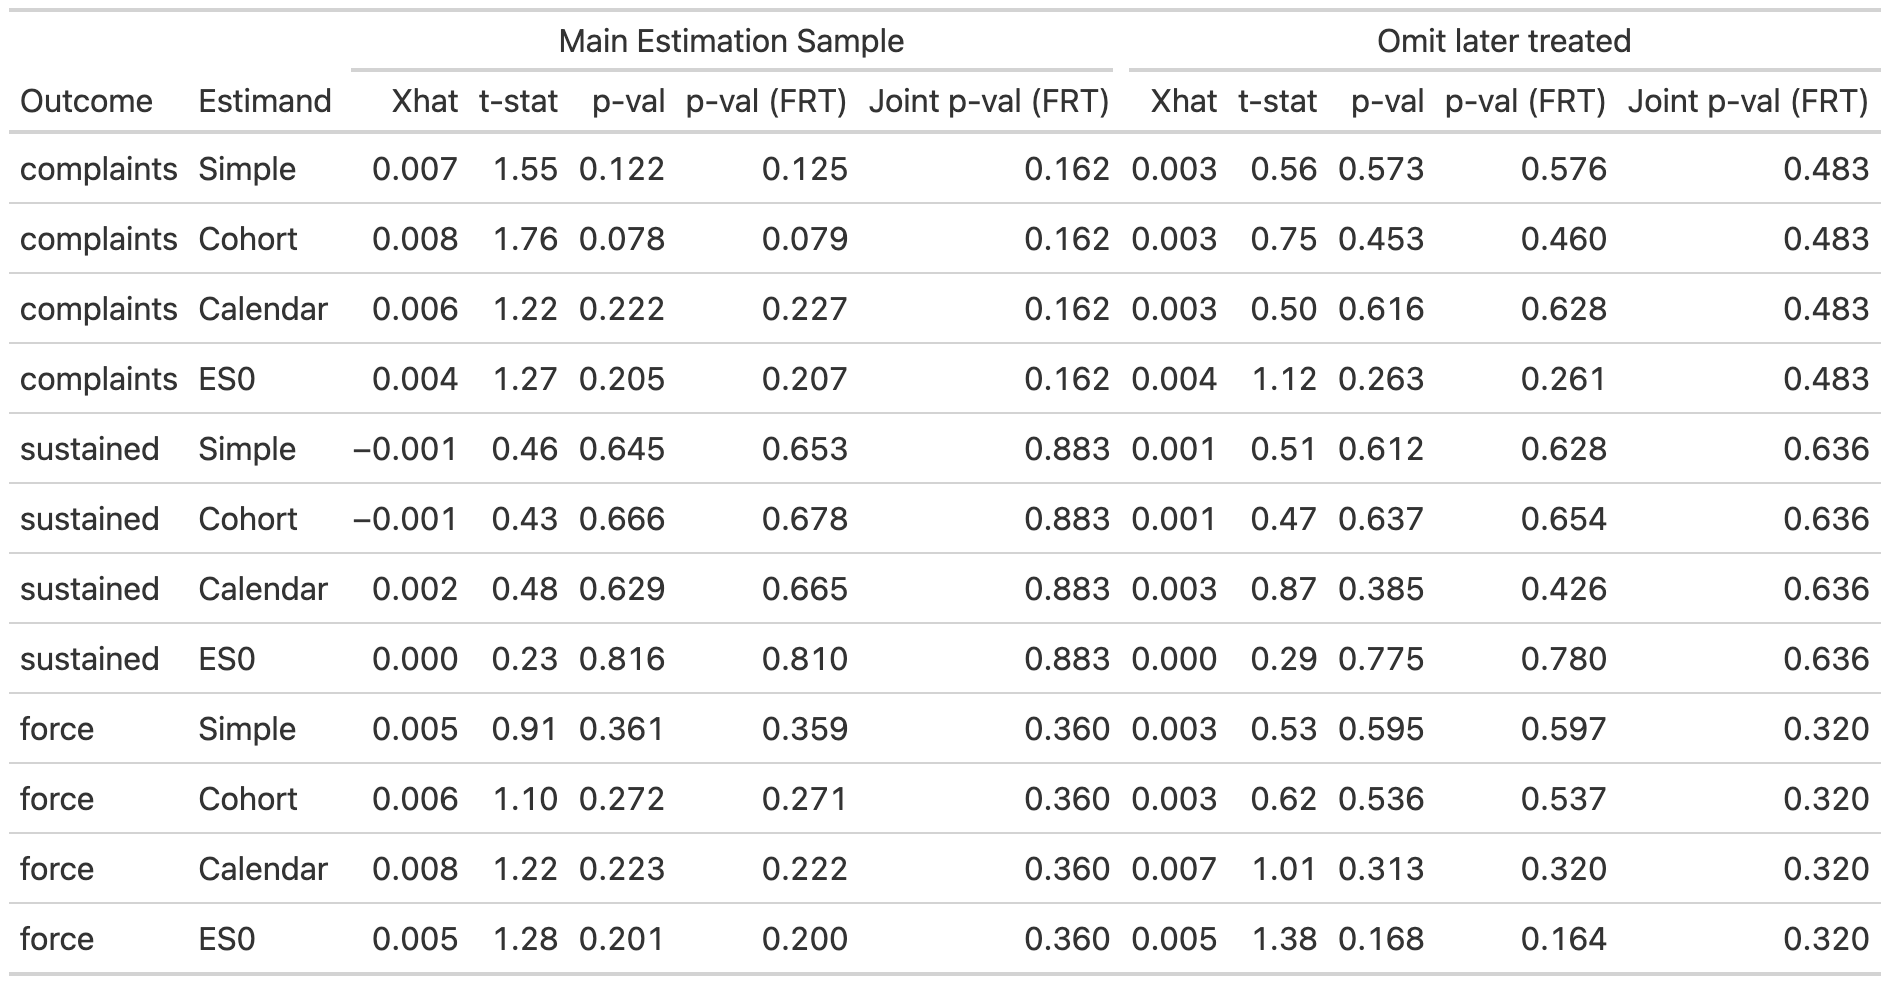 Main Estimation Sample Omit later treated
Outcome Estimand Xhat t-stat p-val p-val (FRT) Joint p-val (FRT) Xhat t-stat p-val p-val (FRT) Joint p-val (FRT)
complaints Simple 0.007 1.55 0.122 0.125 0.162 0.003 0.56 0.573 0.576 0.483
complaints Cohort 0.008 1.76 0.078 0.079 0.162 0.003 0.75 0.453 0.460 0.483
complaints Calendar 0.006 1.22 0.222 0.227 0.162 0.003 0.50 0.616 0.628 0.483
complaints ES0 0.004 1.27 0.205 0.207 0.162 0.004 1.12 0.263 0.261 0.483
sustained Simple −0.001 0.46 0.645 0.653 0.883 0.001 0.51 0.612 0.628 0.636
sustained Cohort −0.001 0.43 0.666 0.678 0.883 0.001 0.47 0.637 0.654 0.636
sustained Calendar 0.002 0.48 0.629 0.665 0.883 0.003 0.87 0.385 0.426 0.636
sustained ES0 0.000 0.23 0.816 0.810 0.883 0.000 0.29 0.775 0.780 0.636
force Simple 0.005 0.91 0.361 0.359 0.360 0.003 0.53 0.595 0.597 0.320
force Cohort 0.006 1.10 0.272 0.271 0.360 0.003 0.62 0.536 0.537 0.320
force Calendar 0.008 1.22 0.223 0.222 0.360 0.007 1.01 0.313 0.320 0.320
force ES0 0.005 1.28 0.201 0.200 0.360 0.005 1.38 0.168 0.164 0.320